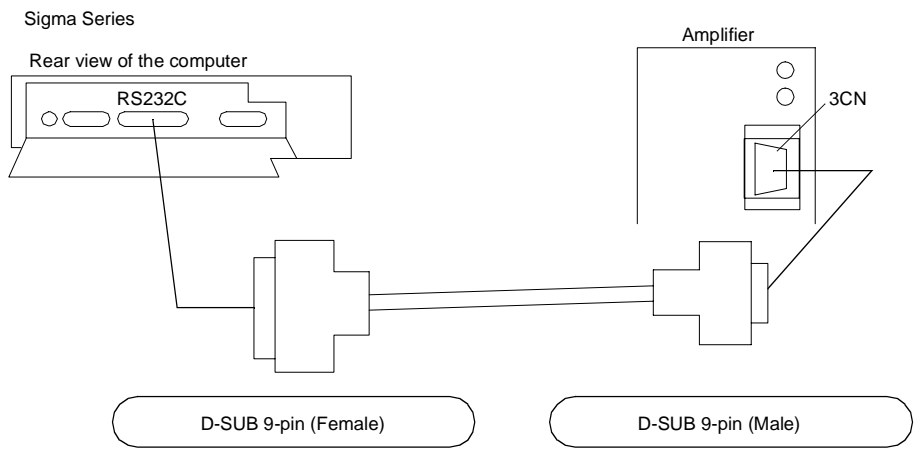 Sigma Series
Amplifier
Rear view of the computer
RS232C
3CN
D-SUB 9-pin (Female)
D-SUB 9-pin (Male)